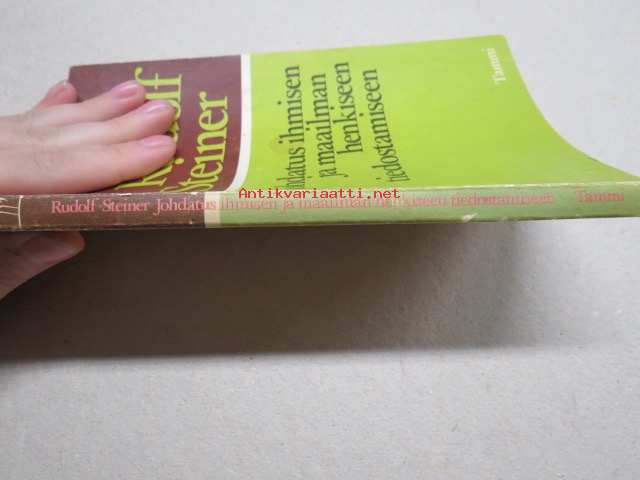 Rudolf
Steiner
Johdatus ihmisen
ja maailman
henkiseen
tiedostamiseen
Tammi
Antikvariaatti.net
Rudolf Steiner Johdatus ihmisen ja maailman henkiseen tiedostamiseen Tammi